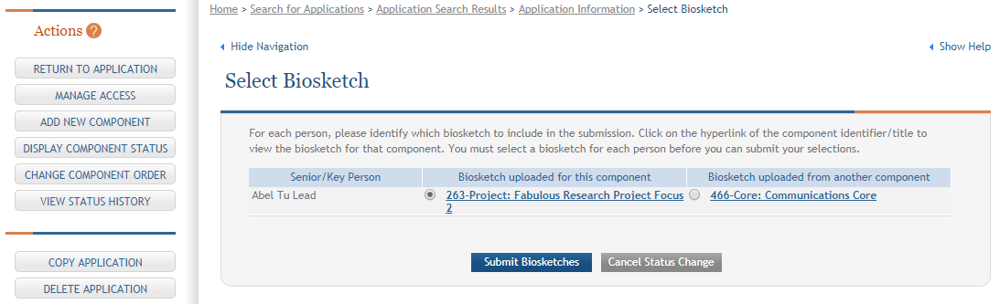 Home > Search for Applications > Application Search Results > Application Information > Select Biosketch
Actions ?
RETURN TO APPLICATION
MANAGE ACCESS
ADD NEW COMPONENT
DISPLAY COMPONENT STATUS
CHANGE COMPONENT ORDER
VIEW STATUS HISTORY
COPY APPLICATION
DELETE APPLICATION
Hide Navigation
Show Help
Select Biosketch
For each person, please identify which biosketch to include in the submission. Click on the hyperlink of the component identifier/title to
view the biosketch for that component. You must select a biosketch for each person before you can submit your selections.
Senior/Key Person Biosketch uploaded for this component Biosketch uploaded from another component
Abel Tu Lead 263-Project: Fabulous Research Project Focus 466-Core: Communications Core
2
Submit Biosketches Cancel Status Change